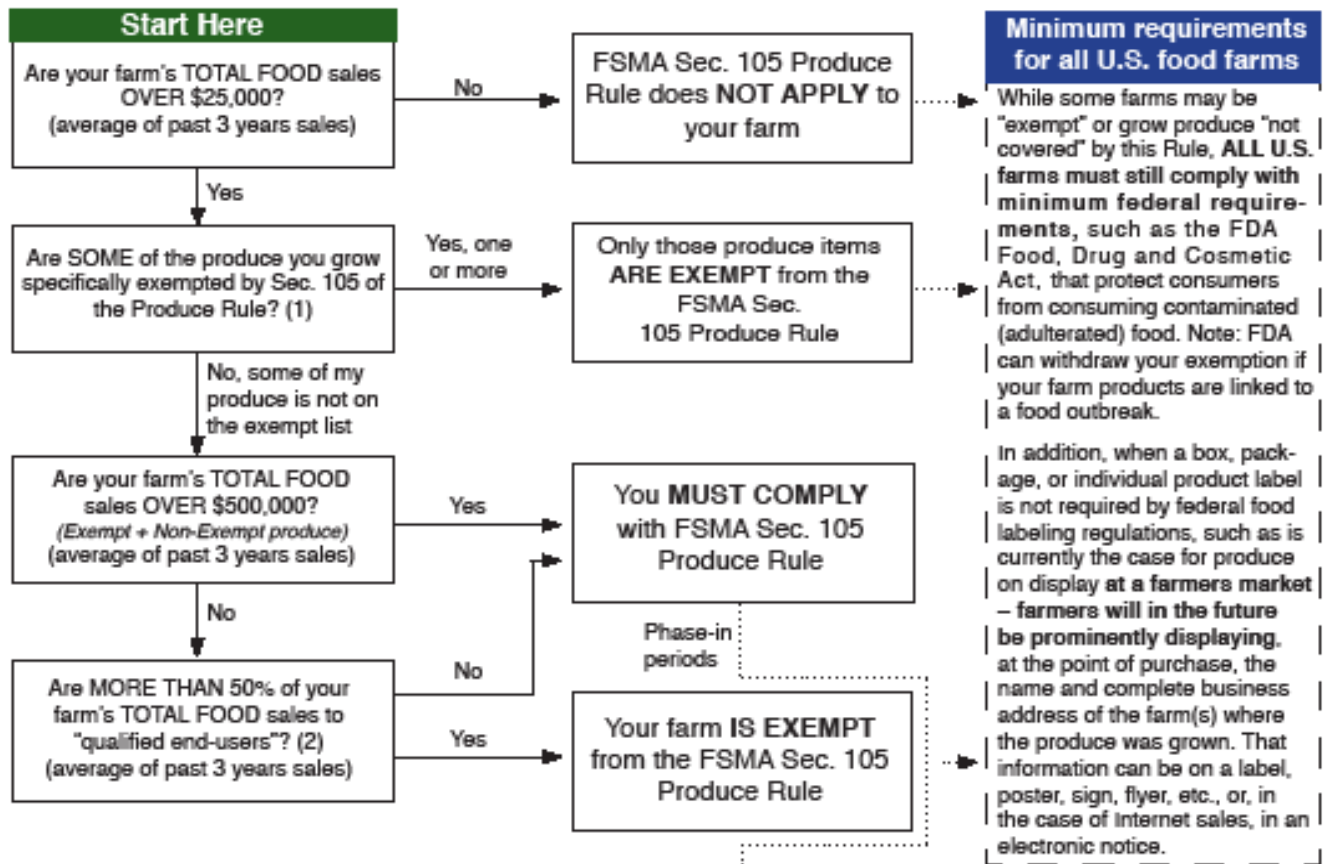 Start Here
Are your farm's TOTAL FOOD sales
OVER $25,000?
(average of past 3 years sales)
No
FSMA Sec. 105 Produce
Rule does NOT APPLY to
your farm
Yes
Are SOME of the produce you grow
specifically exempted by Sec. 105 of
the Produce Rule? (1)
Yes, one
or more
Only those produce items
ARE EXEMPT from the
FSMA Sec.
105 Produce Rule
No, some of my
produce is not on
the exempt list
Are your farm's TOTAL FOOD
sales OVER $500,000?
(Exempt + Non-Exempt produce)
(average of past 3 years sales)
Yes
You MUST COMPLY
with FSMA Sec. 105
Produce Rule
No
Phase-in
periods
Are MORE THAN 50% of your
farm's TOTAL FOOD sales to
"qualified end-users"? (2)
(average of past 3 years sales)
No
Yes
Your farm IS EXEMPT
from the FSMA Sec. 105
Produce Rule
Minimum requirements
for all U.S. food farms
While some farms may be
"exempt" or grow produce "not
covered" by this Rule, ALL U.S.
farms must still comply with
minimum federal require-
ments, such as the FDA
Food, Drug and Cosmetic
Act, that protect consumers
from consuming contaminated
(adulterated) food. Note: FDA
can withdraw your exemption if
your farm products are linked to
a food outbreak.
In addition, when a box, pack-
age, or individual product label
is not required by federal food
labeling regulations, such as is
currently the case for produce
on display at a farmers market
– farmers will in the future
be prominently displaying,
at the point of purchase, the
name and complete business
address of the farm(s) where
the produce was grown. That
information can be on a label,
poster, sign, flyer, etc., or, in
the case of Internet sales, in an
electronic notice.